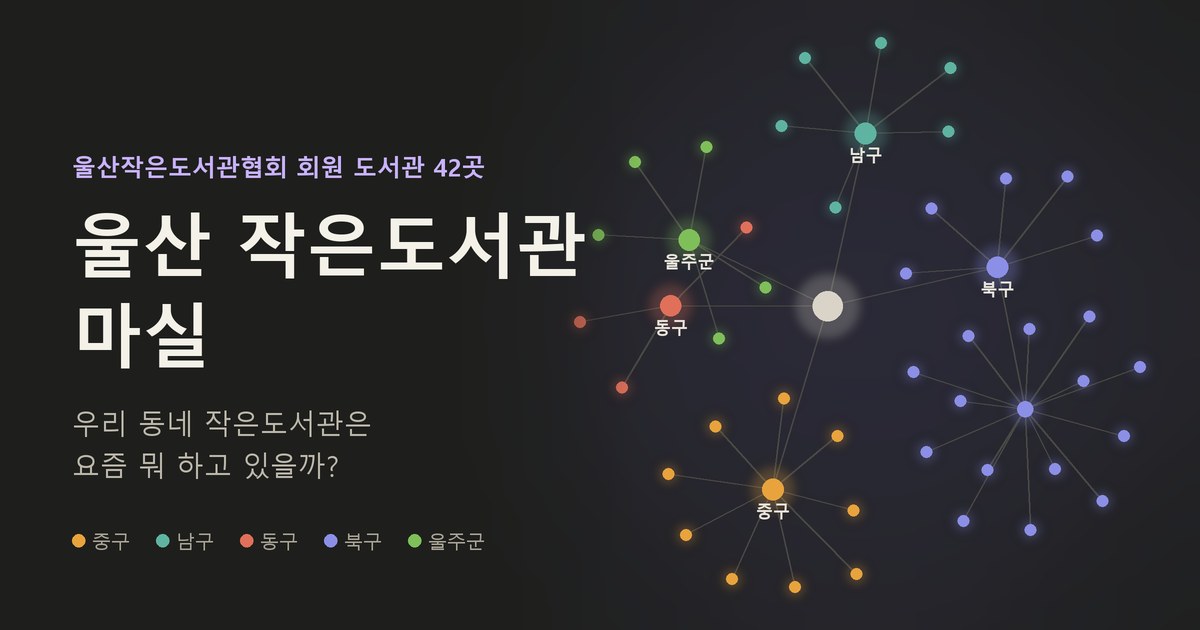 울산작은도서관협회 회원 도서관 42곳
울산 작은도서관
마실
우리 동네 작은도서관은
요즘 뭐 하고 있을까?
중구 남구 동구 북구 울주군
남구
울주군
북구
동구
중구